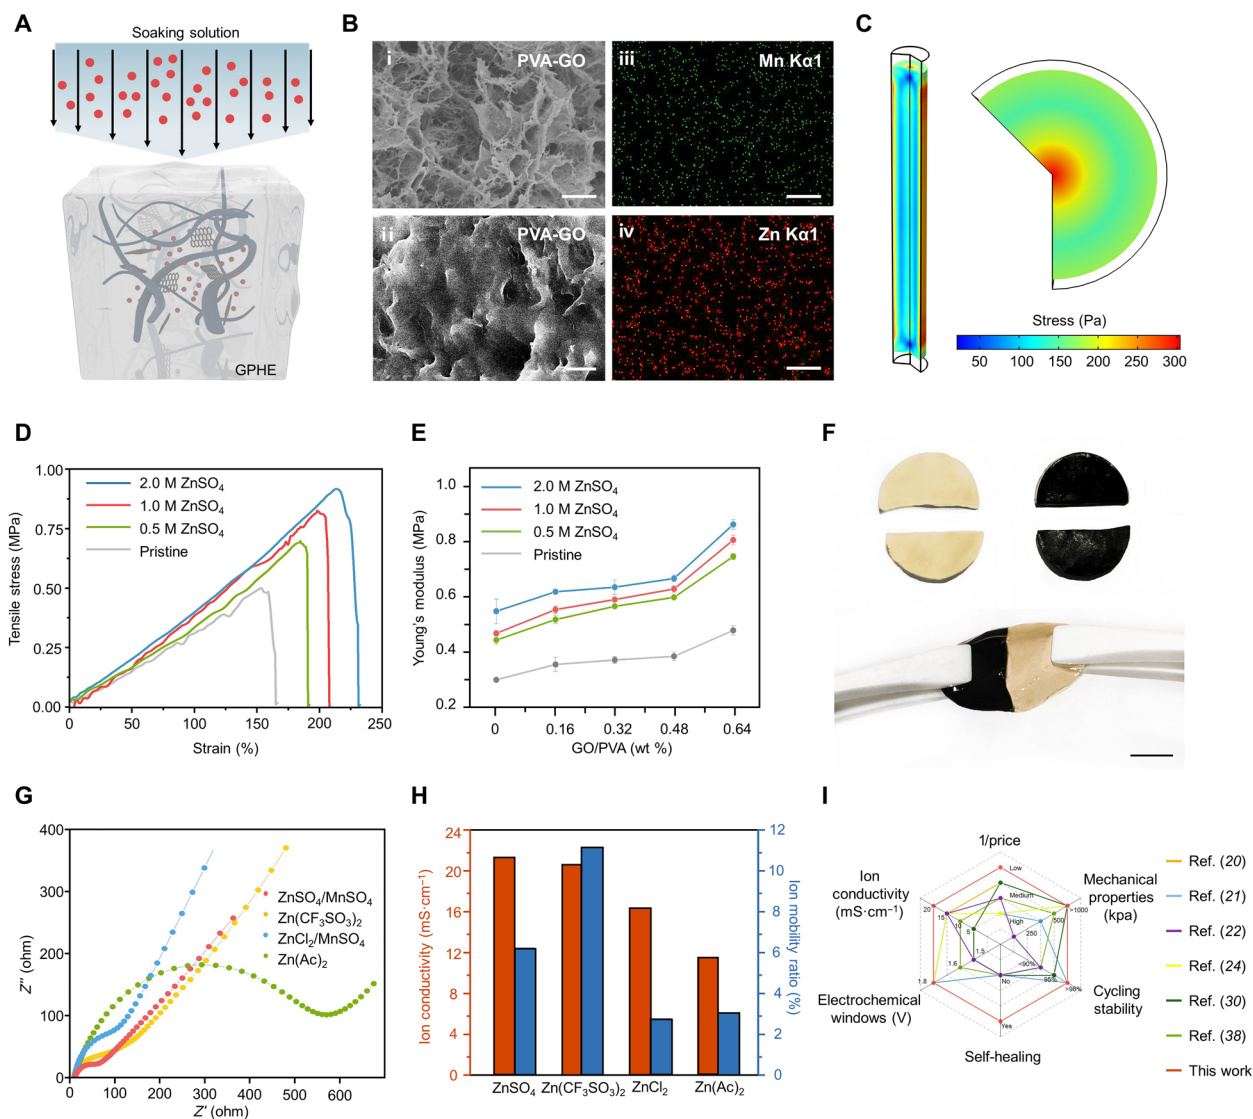 A
Soaking solution
GPHE
B
i
PVA-GO
iii
Mn Kα1
ii
PVA-GO
iv
Zn Kα1
C
Stress (Pa)
50 100 150 200 250 300
D
1.00
0.75
0.50
0.25
0.00
Tensile stress (MPa)
2.0 M ZnSO₄
1.0 M ZnSO₄
0.5 M ZnSO₄
Pristine
0 50 100 150 200 250
Strain (%)
E
1.0
0.8
0.6
0.4
0.2
Young's modulus (MPa)
2.0 M ZnSO₄
1.0 M ZnSO₄
0.5 M ZnSO₄
Pristine
0 0.16 0.32 0.48 0.64
GO/PVA (wt %)
F
G
400
300
200
100
0
Z″ (ohm)
ZnSO₄/MnSO₄
Zn(CF₃SO₃)₂
ZnCl₂/MnSO₄
Zn(Ac)₂
0 100 200 300 400 500 600
Z′ (ohm)
H
24
20
16
12
8
4
0
Ion conductivity (mS·cm⁻¹)
12
11
10
9
8
7
6
5
4
3
2
1
0
Ion mobility ratio (%)
ZnSO₄ Zn(CF₃SO₃)₂ ZnCl₂ Zn(Ac)₂
I
1/price
Low
Medium
High
Ion
conductivity
(mS·cm⁻¹)
20
15
10
5
Mechanical
properties
(kpa)
>1000
500
250
1.5
1.6
1.8
<90%
95%
>98%
No
Yes
Electrochemical
windows (V)
Cycling
stability
Self-healing
Ref. (20)
Ref. (21)
Ref. (22)
Ref. (24)
Ref. (30)
Ref. (38)
This work